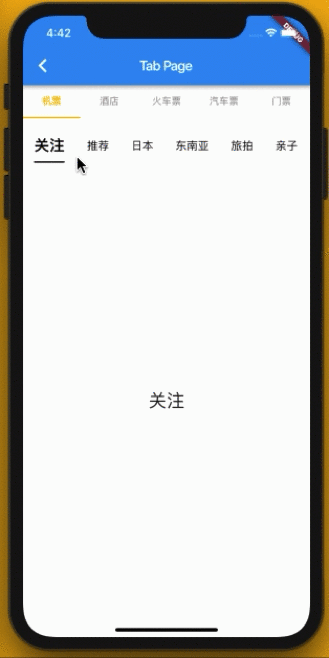 4:42
DEBUG
Tab Page
机票 酒店 火车票 汽车票 门票
关注 推荐 日本 东南亚 旅拍 亲子
关注